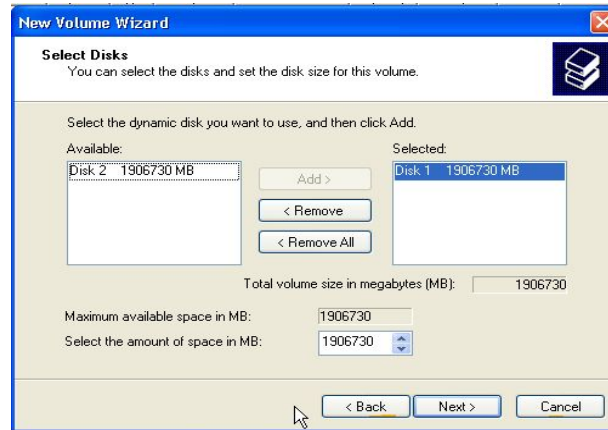 New Volume Wizard
Select Disks
You can select the disks and set the disk size for this volume.
Select the dynamic disk you want to use, and then click Add.
Available:
Selected:
Disk 2 1906730 MB
Disk 1 1906730 MB
Add >
< Remove
< Remove All
Total volume size in megabytes (MB): 1906730
Maximum available space in MB: 1906730
Select the amount of space in MB: 1906730
< Back
Next >
Cancel